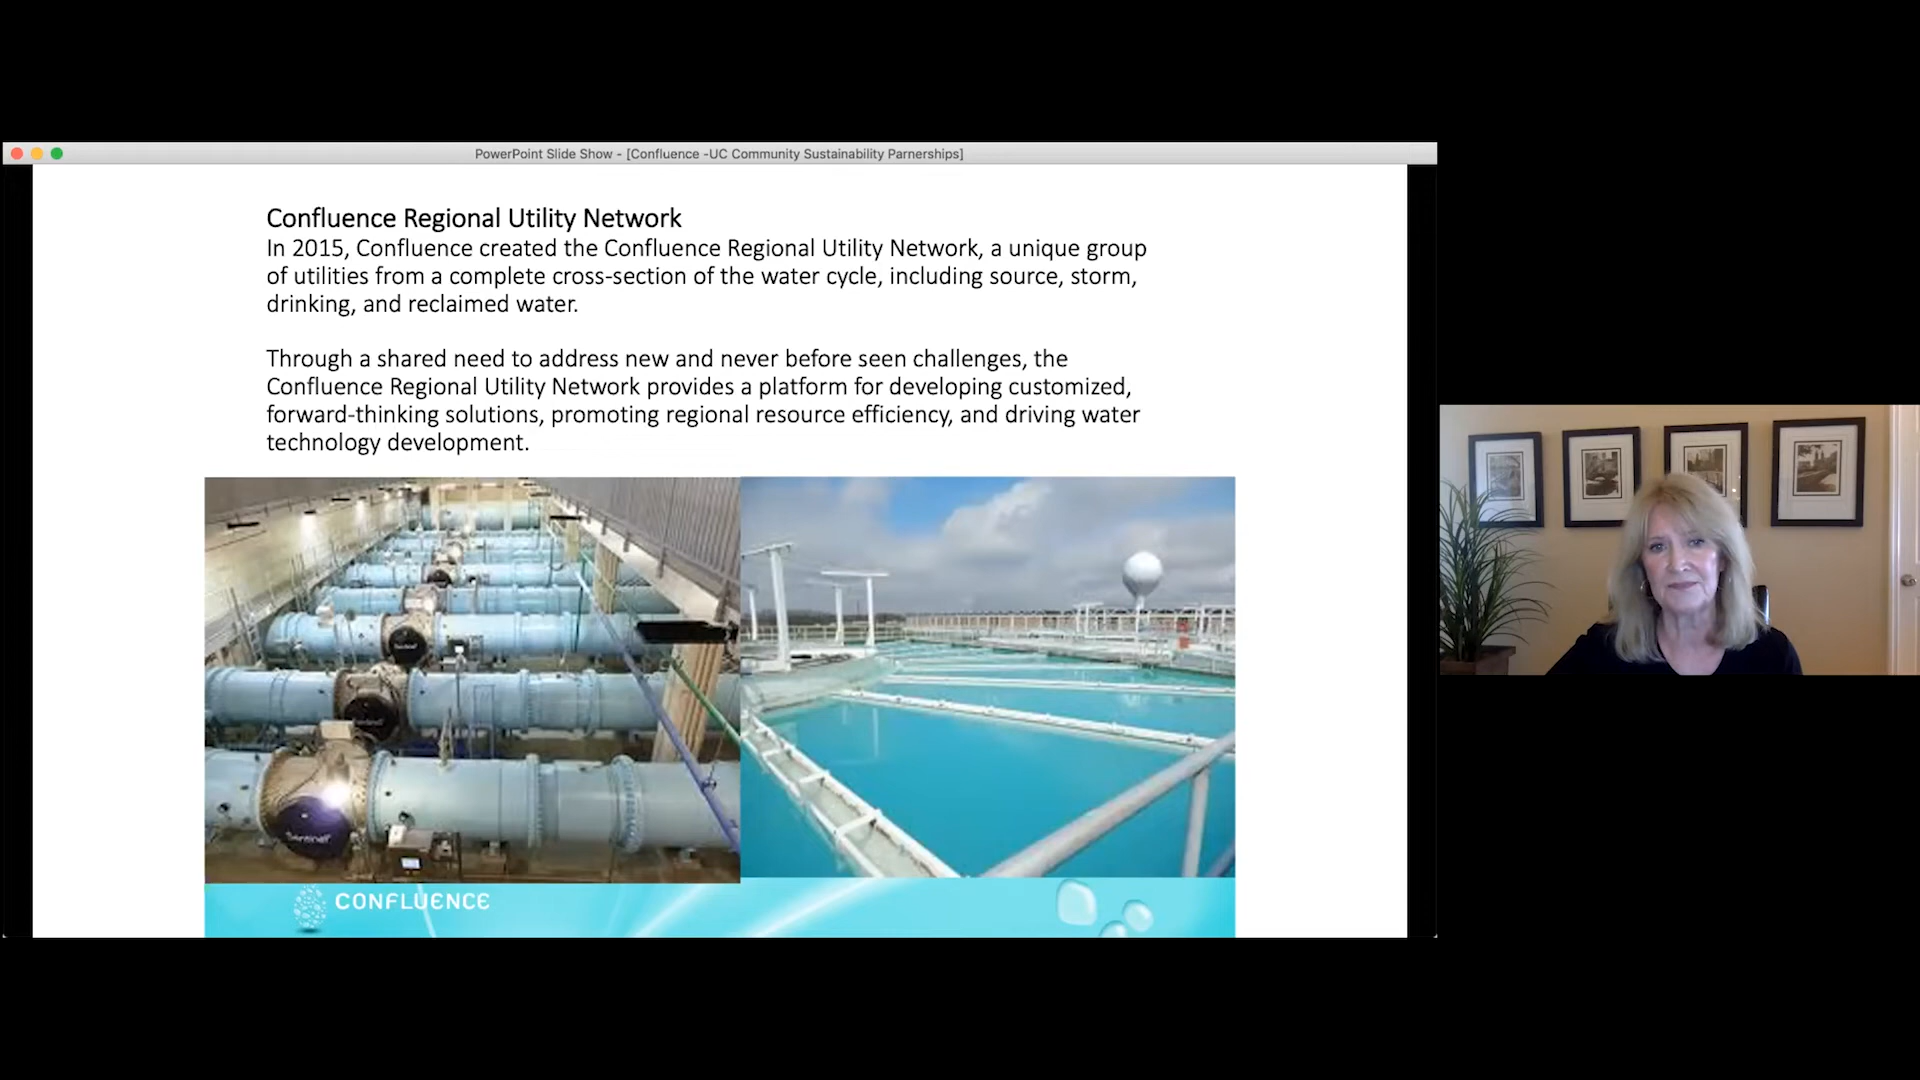 PowerPoint Slide Show - [Confluence -UC Community Sustainability Parnerships]
Confluence Regional Utility Network
In 2015, Confluence created the Confluence Regional Utility Network, a unique group
of utilities from a complete cross-section of the water cycle, including source, storm,
drinking, and reclaimed water.
Through a shared need to address new and never before seen challenges, the
Confluence Regional Utility Network provides a platform for developing customized,
forward-thinking solutions, promoting regional resource efficiency, and driving water
technology development.
Sentinel
CONFLUENCE